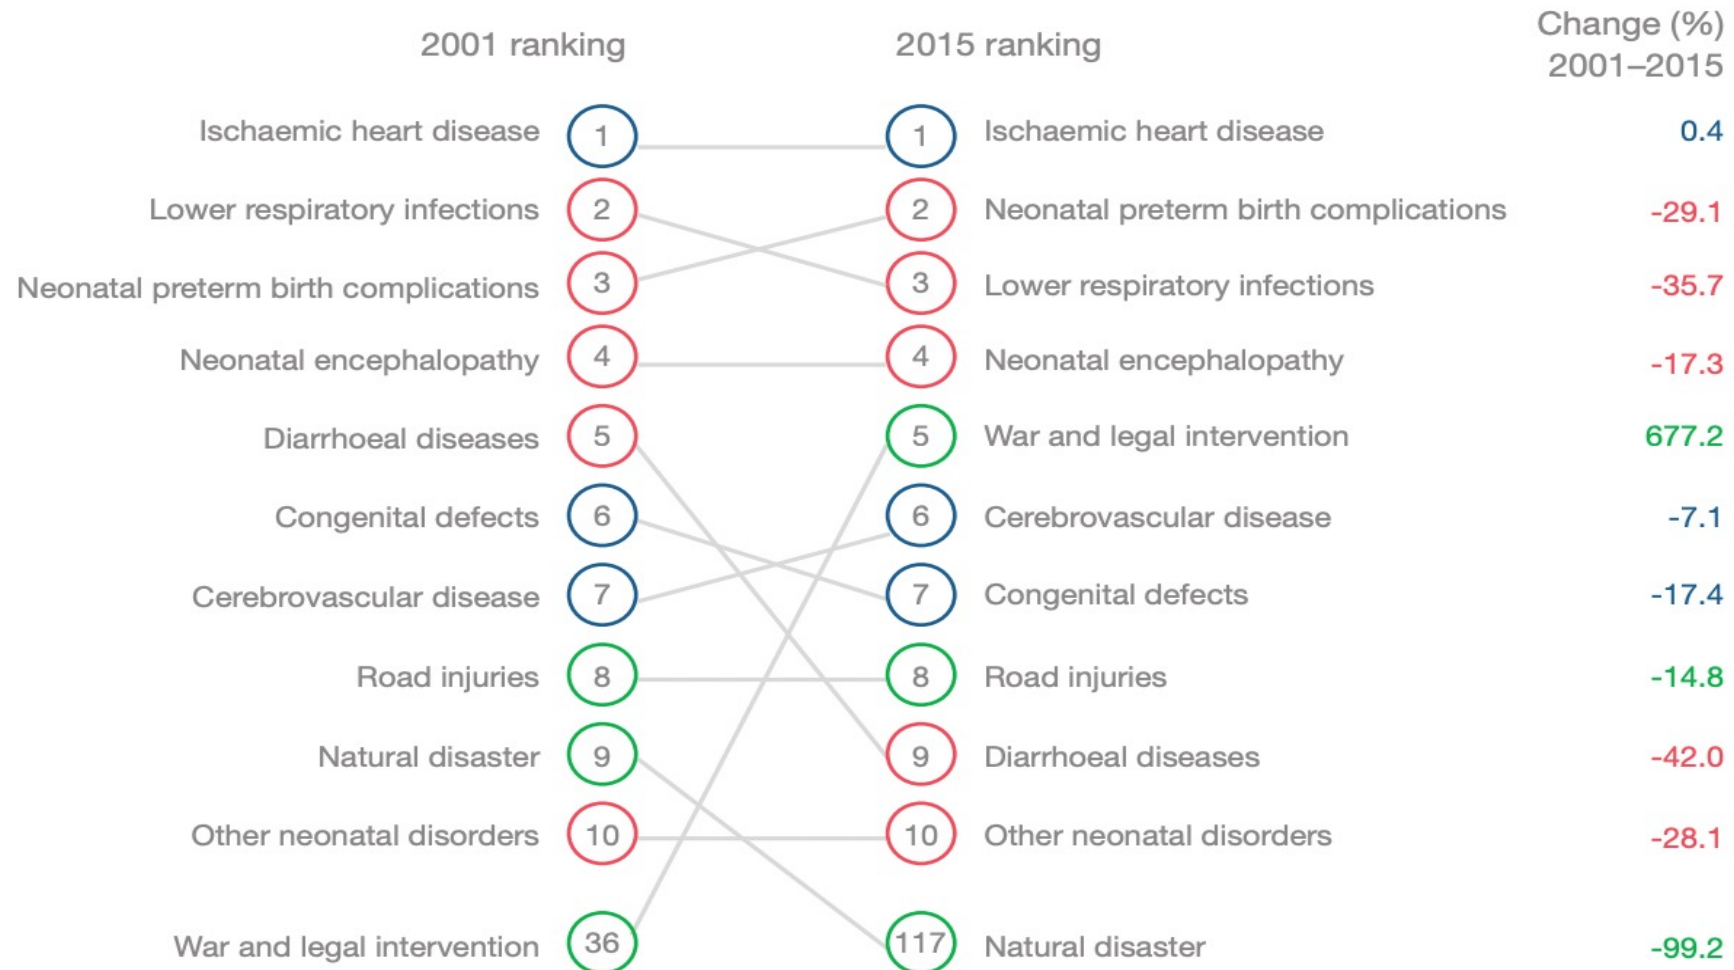 2001 ranking 2015 ranking Change (%)
2001–2015
Ischaemic heart disease 1 1 Ischaemic heart disease 0.4
Lower respiratory infections 2 2 Neonatal preterm birth complications -29.1
Neonatal preterm birth complications 3 3 Lower respiratory infections -35.7
Neonatal encephalopathy 4 4 Neonatal encephalopathy -17.3
Diarrhoeal diseases 5 5 War and legal intervention 677.2
Congenital defects 6 6 Cerebrovascular disease -7.1
Cerebrovascular disease 7 7 Congenital defects -17.4
Road injuries 8 8 Road injuries -14.8
Natural disaster 9 9 Diarrhoeal diseases -42.0
Other neonatal disorders 10 10 Other neonatal disorders -28.1
War and legal intervention 36 117 Natural disaster -99.2